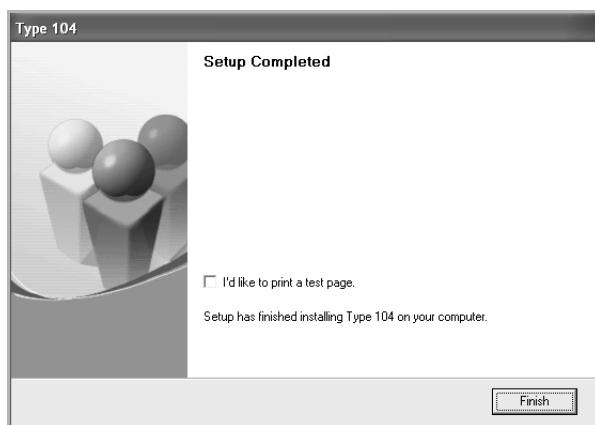 Type 104
Setup Completed
I'd like to print a test page.
Setup has finished installing Type 104 on your computer.
Finish